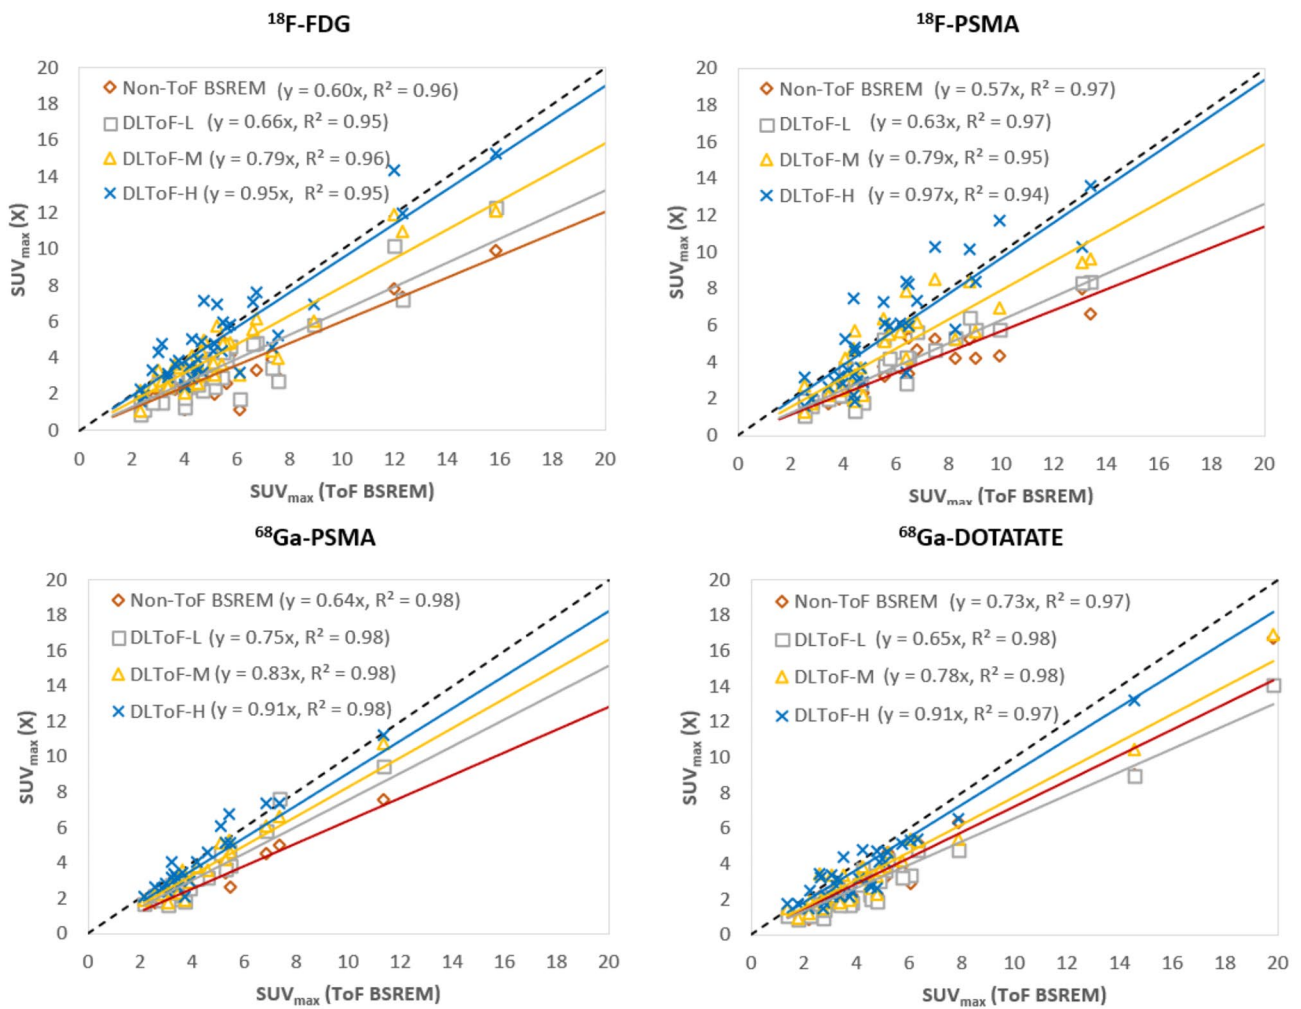 ¹⁸F-FDG
20
18
16
14
12
10
8
6
4
2
0
SUVmax (X)
Non-ToF BSREM (y = 0.60x, R² = 0.96)
DLToF-L (y = 0.66x, R² = 0.95)
DLToF-M (y = 0.79x, R² = 0.96)
DLToF-H (y = 0.95x, R² = 0.95)
0 2 4 6 8 10 12 14 16 18 20
SUVmax (ToF BSREM)
¹⁸F-PSMA
20
18
16
14
12
10
8
6
4
2
0
SUVmax (X)
Non-ToF BSREM (y = 0.57x, R² = 0.97)
DLToF-L (y = 0.63x, R² = 0.97)
DLToF-M (y = 0.79x, R² = 0.95)
DLToF-H (y = 0.97x, R² = 0.94)
0 2 4 6 8 10 12 14 16 18 20
SUVmax (ToF BSREM)
⁶⁸Ga-PSMA
20
18
16
14
12
10
8
6
4
2
0
SUVmax (X)
Non-ToF BSREM (y = 0.64x, R² = 0.98)
DLToF-L (y = 0.75x, R² = 0.98)
DLToF-M (y = 0.83x, R² = 0.98)
DLToF-H (y = 0.91x, R² = 0.98)
0 2 4 6 8 10 12 14 16 18 20
SUVmax (ToF BSREM)
⁶⁸Ga-DOTATATE
20
18
16
14
12
10
8
6
4
2
0
SUVmax (X)
Non-ToF BSREM (y = 0.73x, R² = 0.97)
DLToF-L (y = 0.65x, R² = 0.98)
DLToF-M (y = 0.78x, R² = 0.98)
DLToF-H (y = 0.91x, R² = 0.97)
0 2 4 6 8 10 12 14 16 18 20
SUVmax (ToF BSREM)